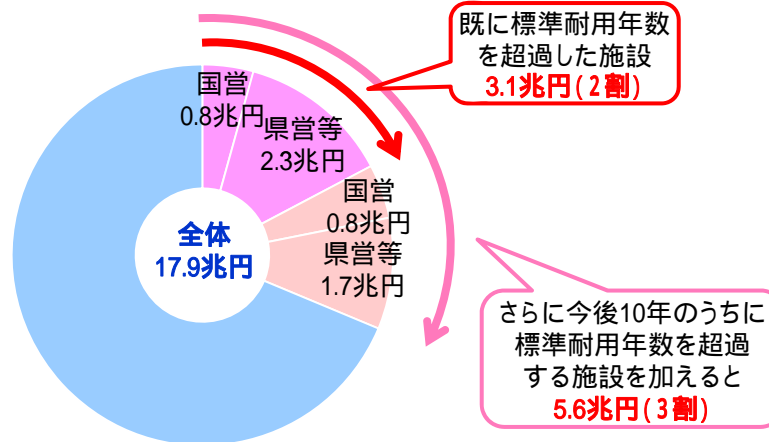 既に標準耐用年数
を超過した施設
3.1兆円(2割)
国営
0.8兆円
県営等
2.3兆円
国営
0.8兆円
県営等
1.7兆円
全体
17.9兆円
さらに今後10年のうちに
標準耐用年数を超過
する施設を加えると
5.6兆円(3割)